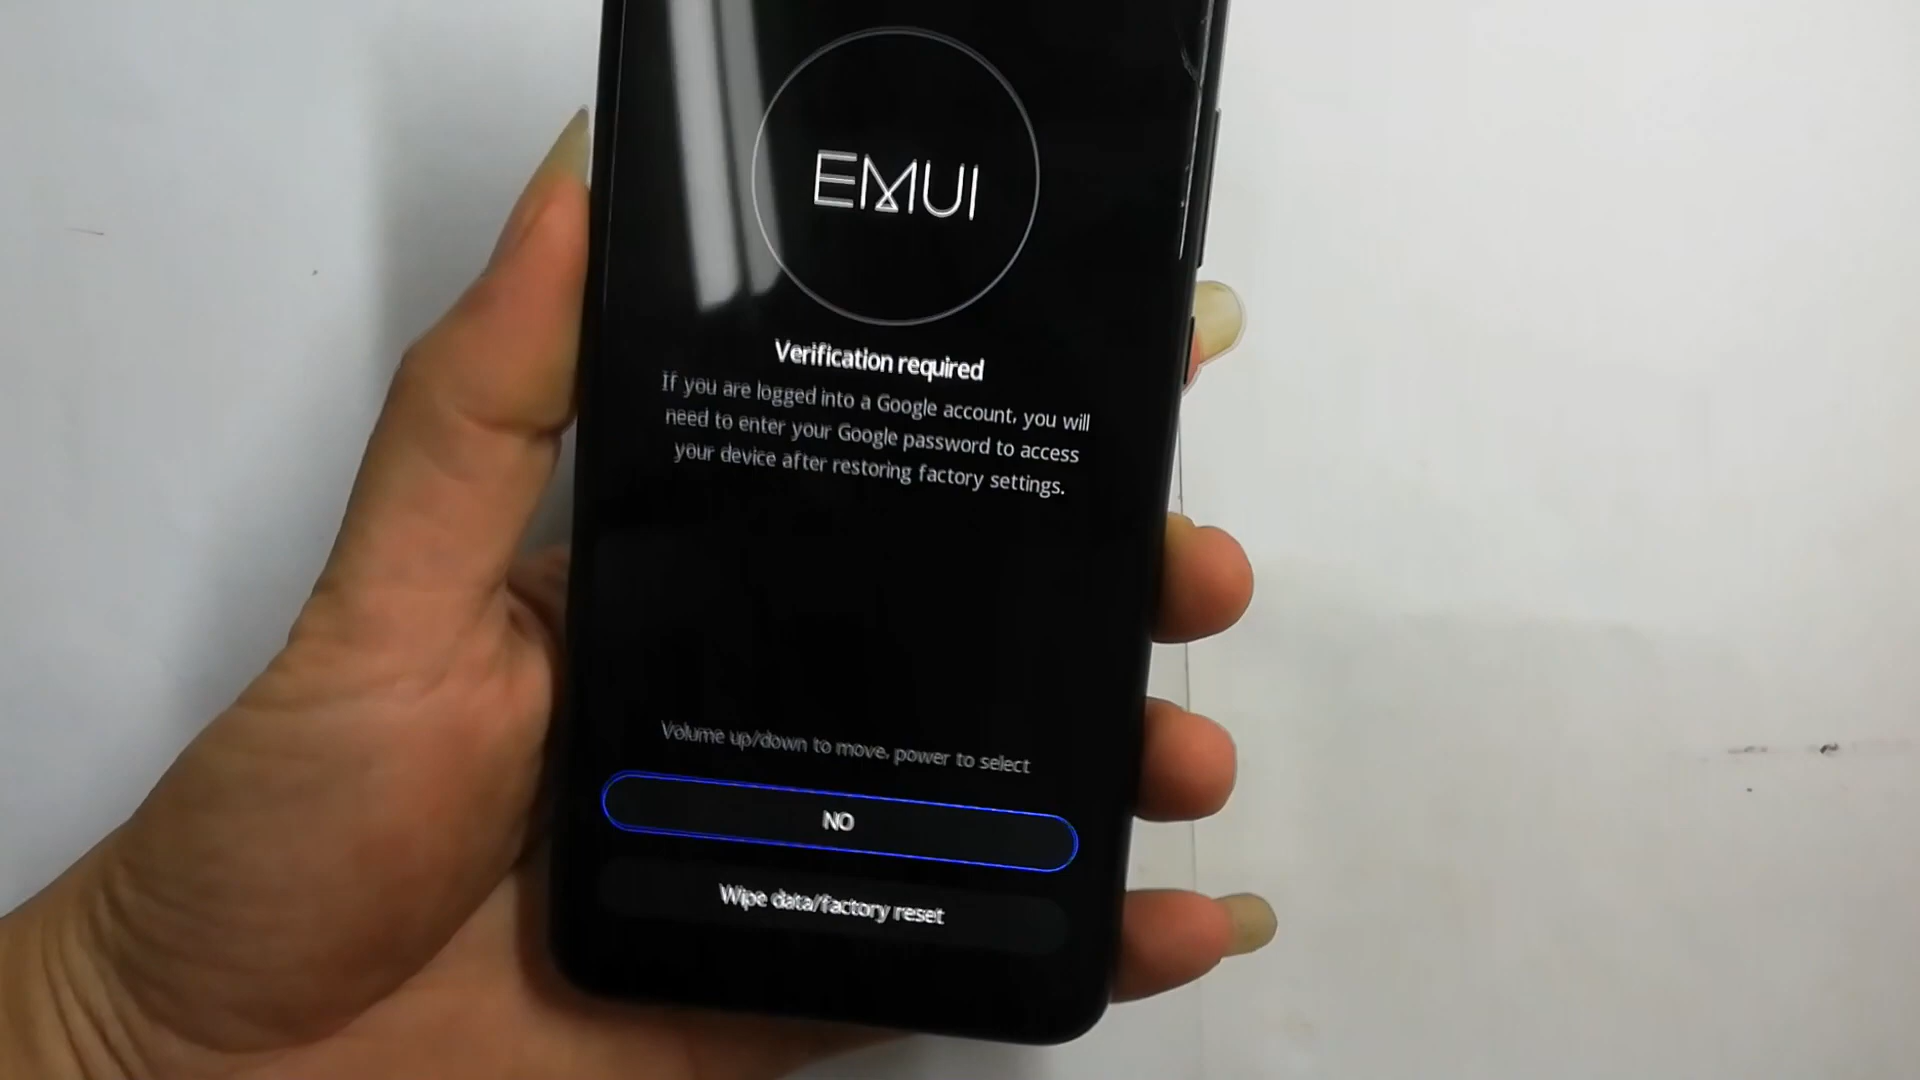 EMUI
Verification required
If you are logged into a Google account, you will
need to enter your Google password to access
your device after restoring factory settings.
Volume up/down to move, power to select
NO
Wipe data/factory reset